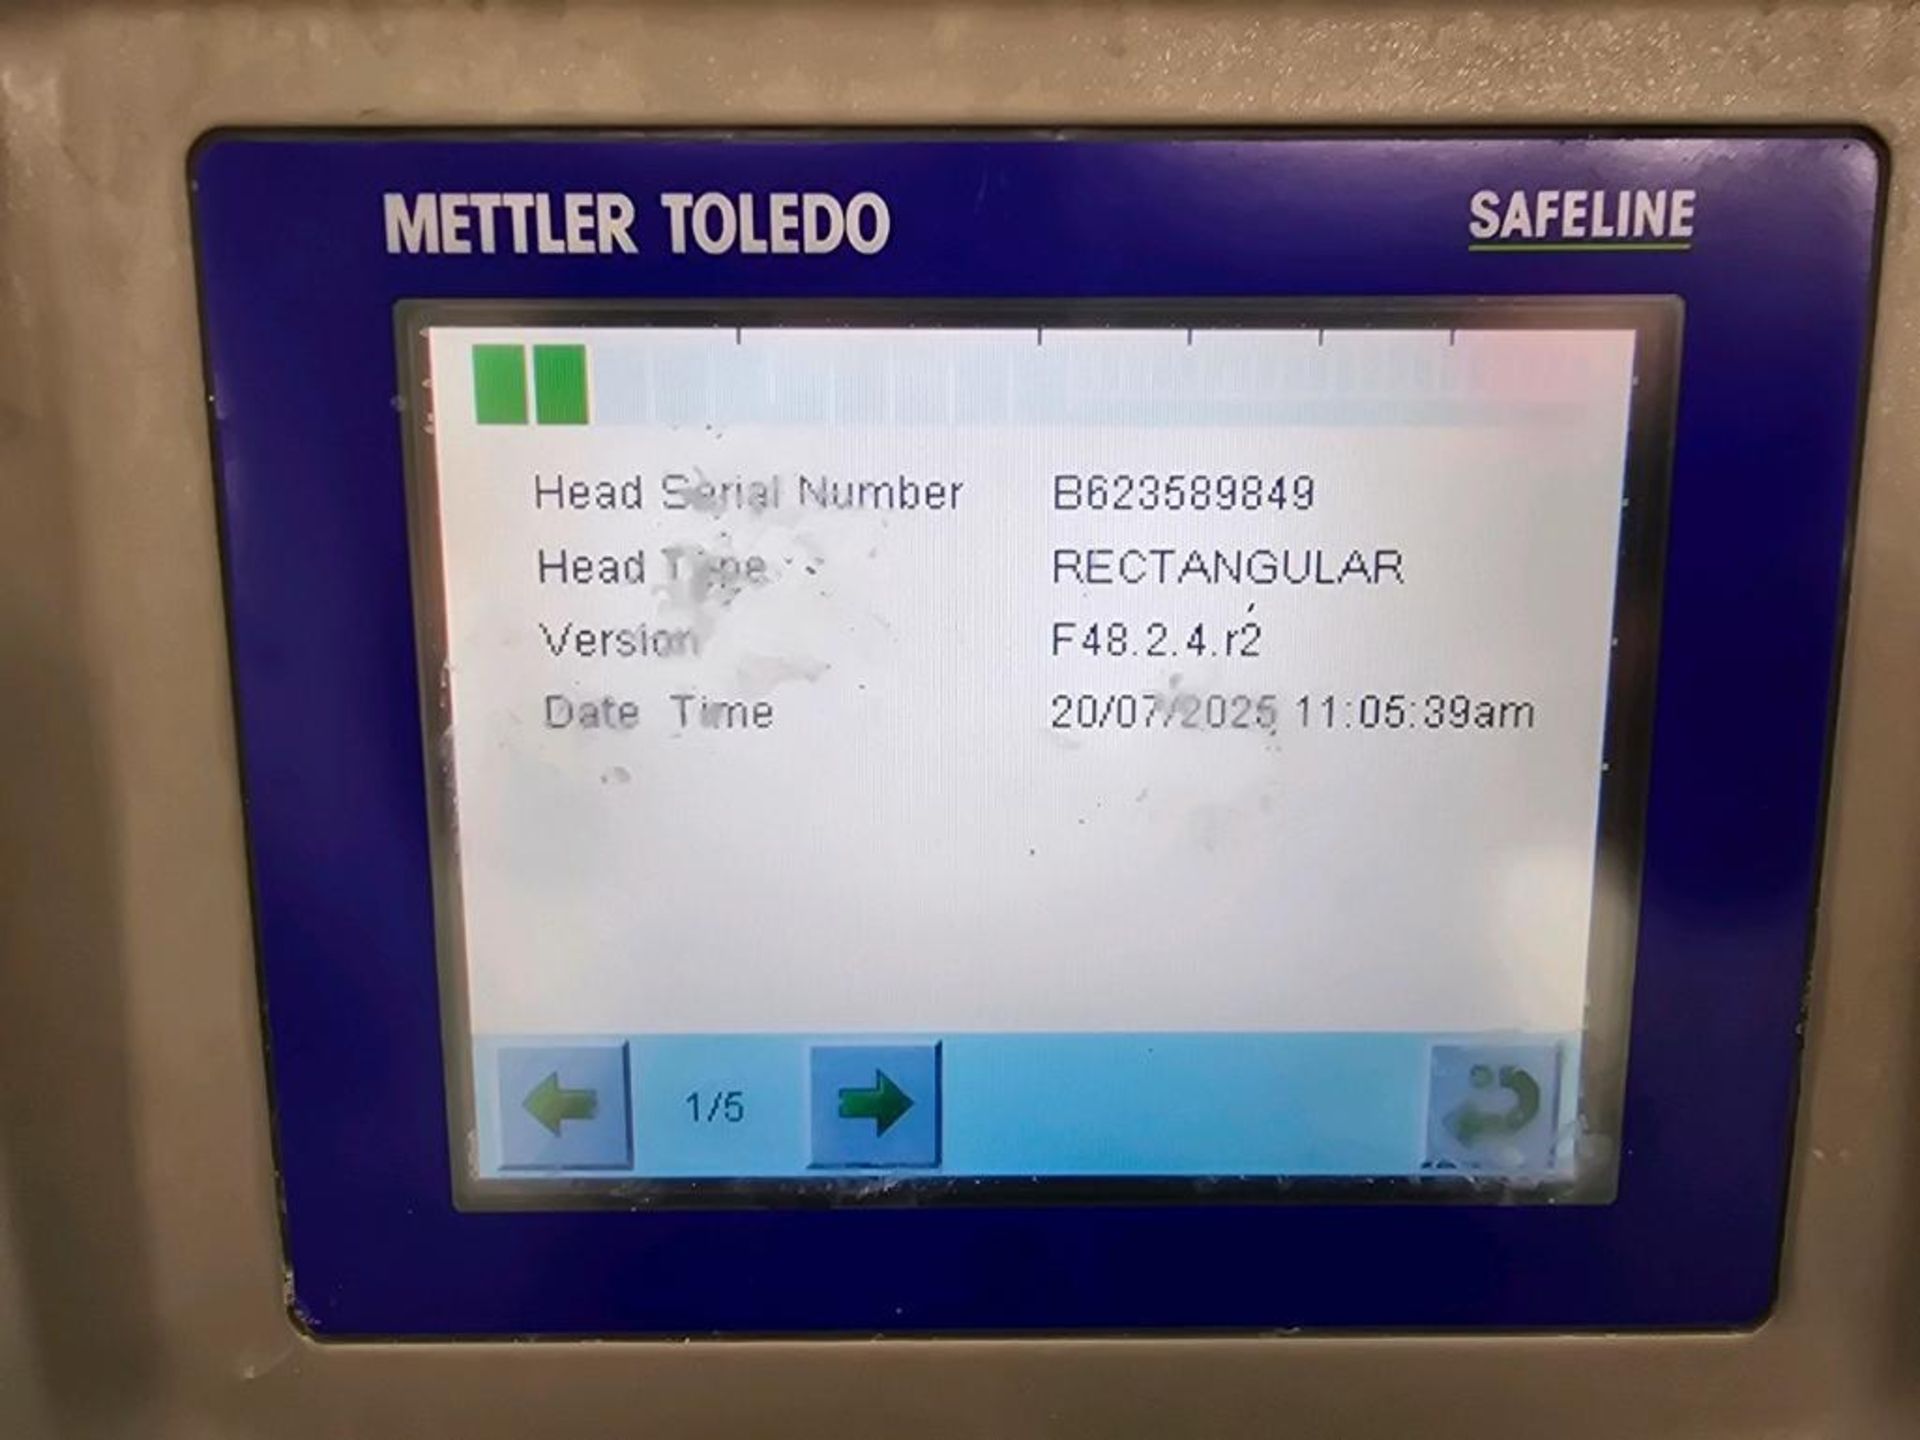 METTLER TOLEDO
SAFELINE
Head Serial Number B623589849
Head Type RECTANGULAR
Version F48.2.4.r2
Date Time 20/07/2025 11:05:39am
1/5